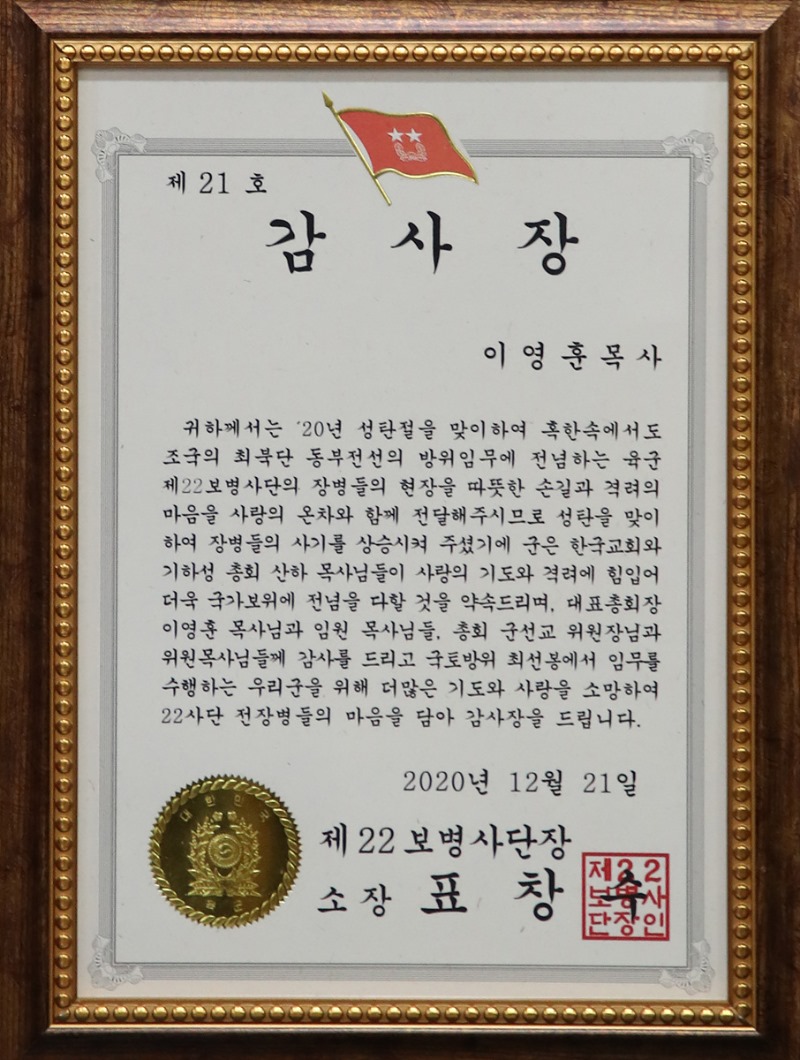 제 21 호
감 사 장
이 영 훈 목 사
귀하께서는 '20년 성탄절을 맞이하여 혹한속에서도
조국의 최북단 동부전선의 방위임무에 전념하는 육군
제22보병사단의 장병들의 현장을 따뜻한 손길과 격려의
마음을 사랑의 온차와 함께 전달해주시므로 성탄을 맞이
하여 장병들의 사기를 상승시켜 주셨기에 군은 한국교회와
기하성 총회 산하 목사님들이 사랑의 기도와 격려에 힘입어
더욱 국가보위에 전념을 다할 것을 약속드리며, 대표총회장
이영훈 목사님과 임원 목사님들, 총회 군선교 위원장님과
위원목사님들께 감사를 드리고 국토방위 최선봉에서 임무를
수행하는 우리군을 위해 더많은 기도와 사랑을 소망하여
22사단 전장병들의 마음을 담아 감사장을 드립니다.
2020년 12월 21일
제 22 보병사단장
소장 표 창 수
제22
보병사
단장인
대한민국
육군